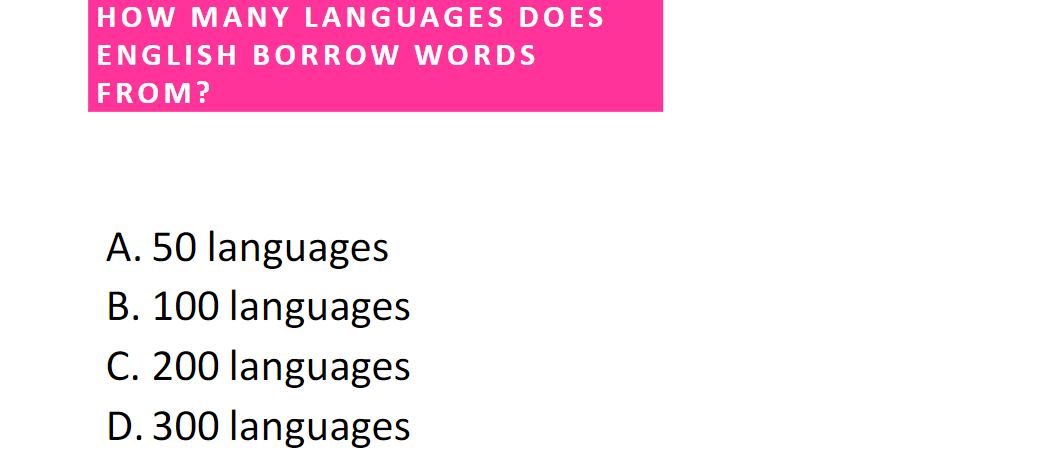 HOW MANY LANGUAGES DOES
ENGLISH BORROW WORDS
FROM?
A. 50 languages
B. 100 languages
C. 200 languages
D. 300 languages